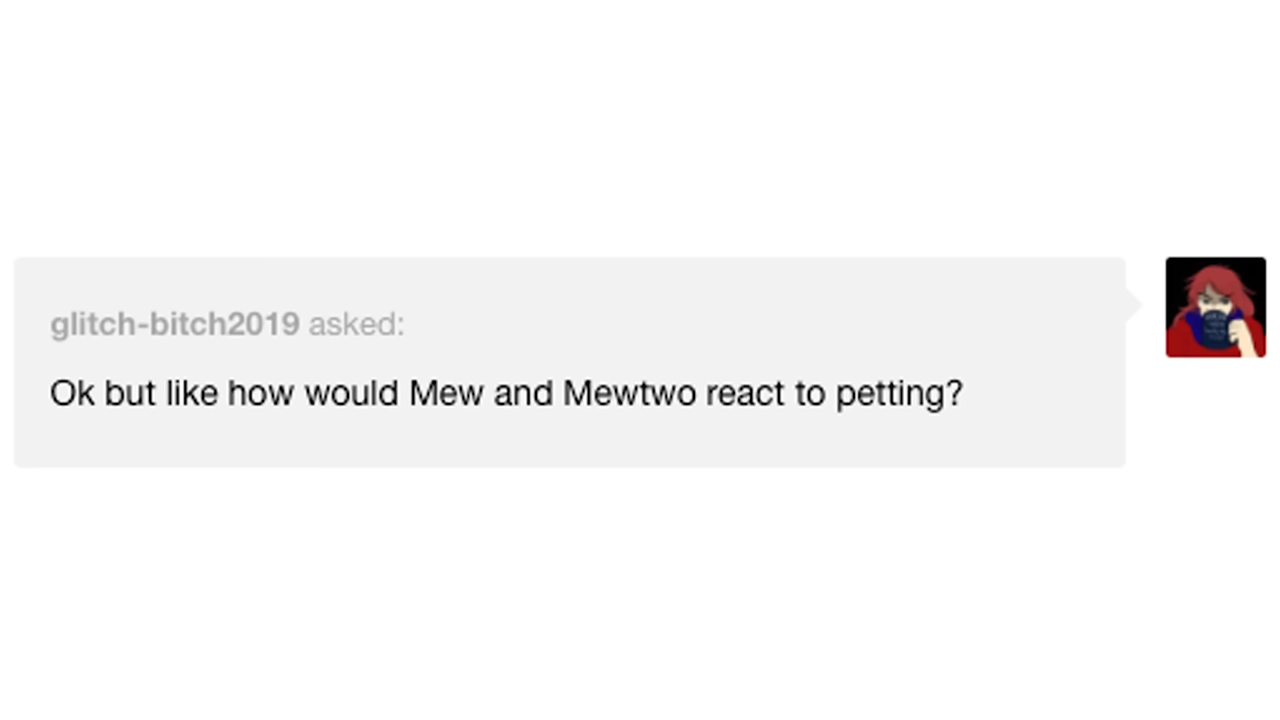 glitch-bitch2019 asked:
Ok but like how would Mew and Mewtwo react to petting?